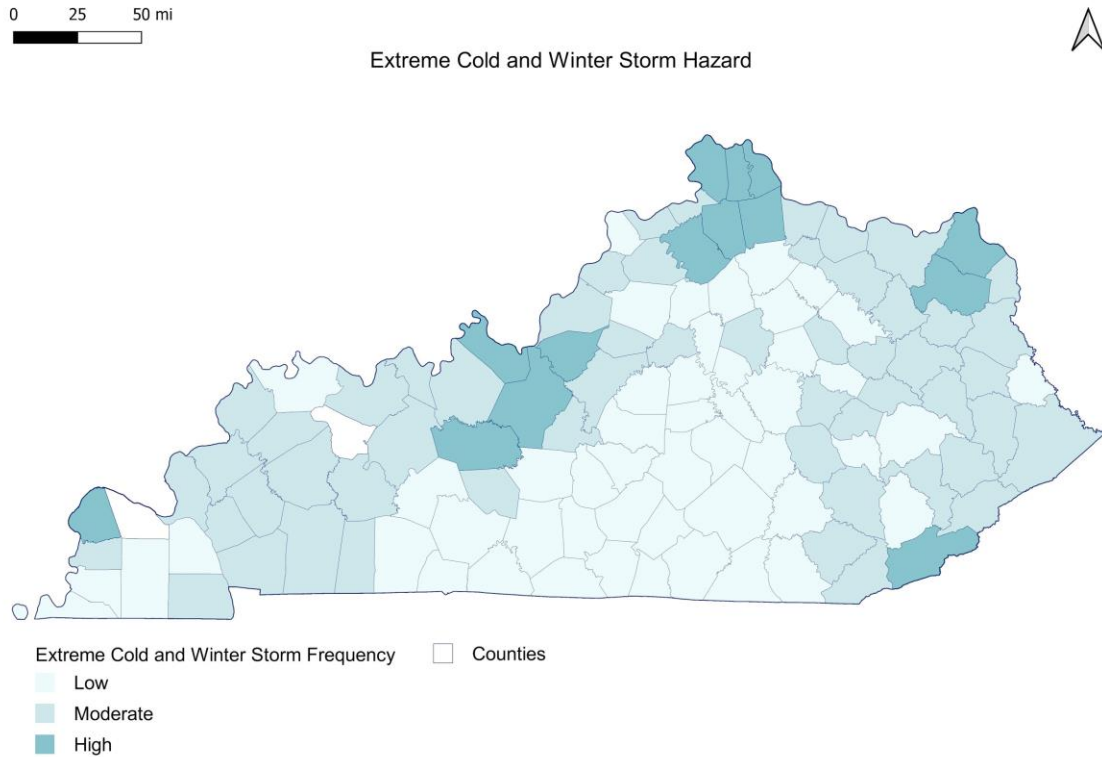 0 25 50 mi
Extreme Cold and Winter Storm Hazard
Extreme Cold and Winter Storm Frequency
Counties
Low
Moderate
High